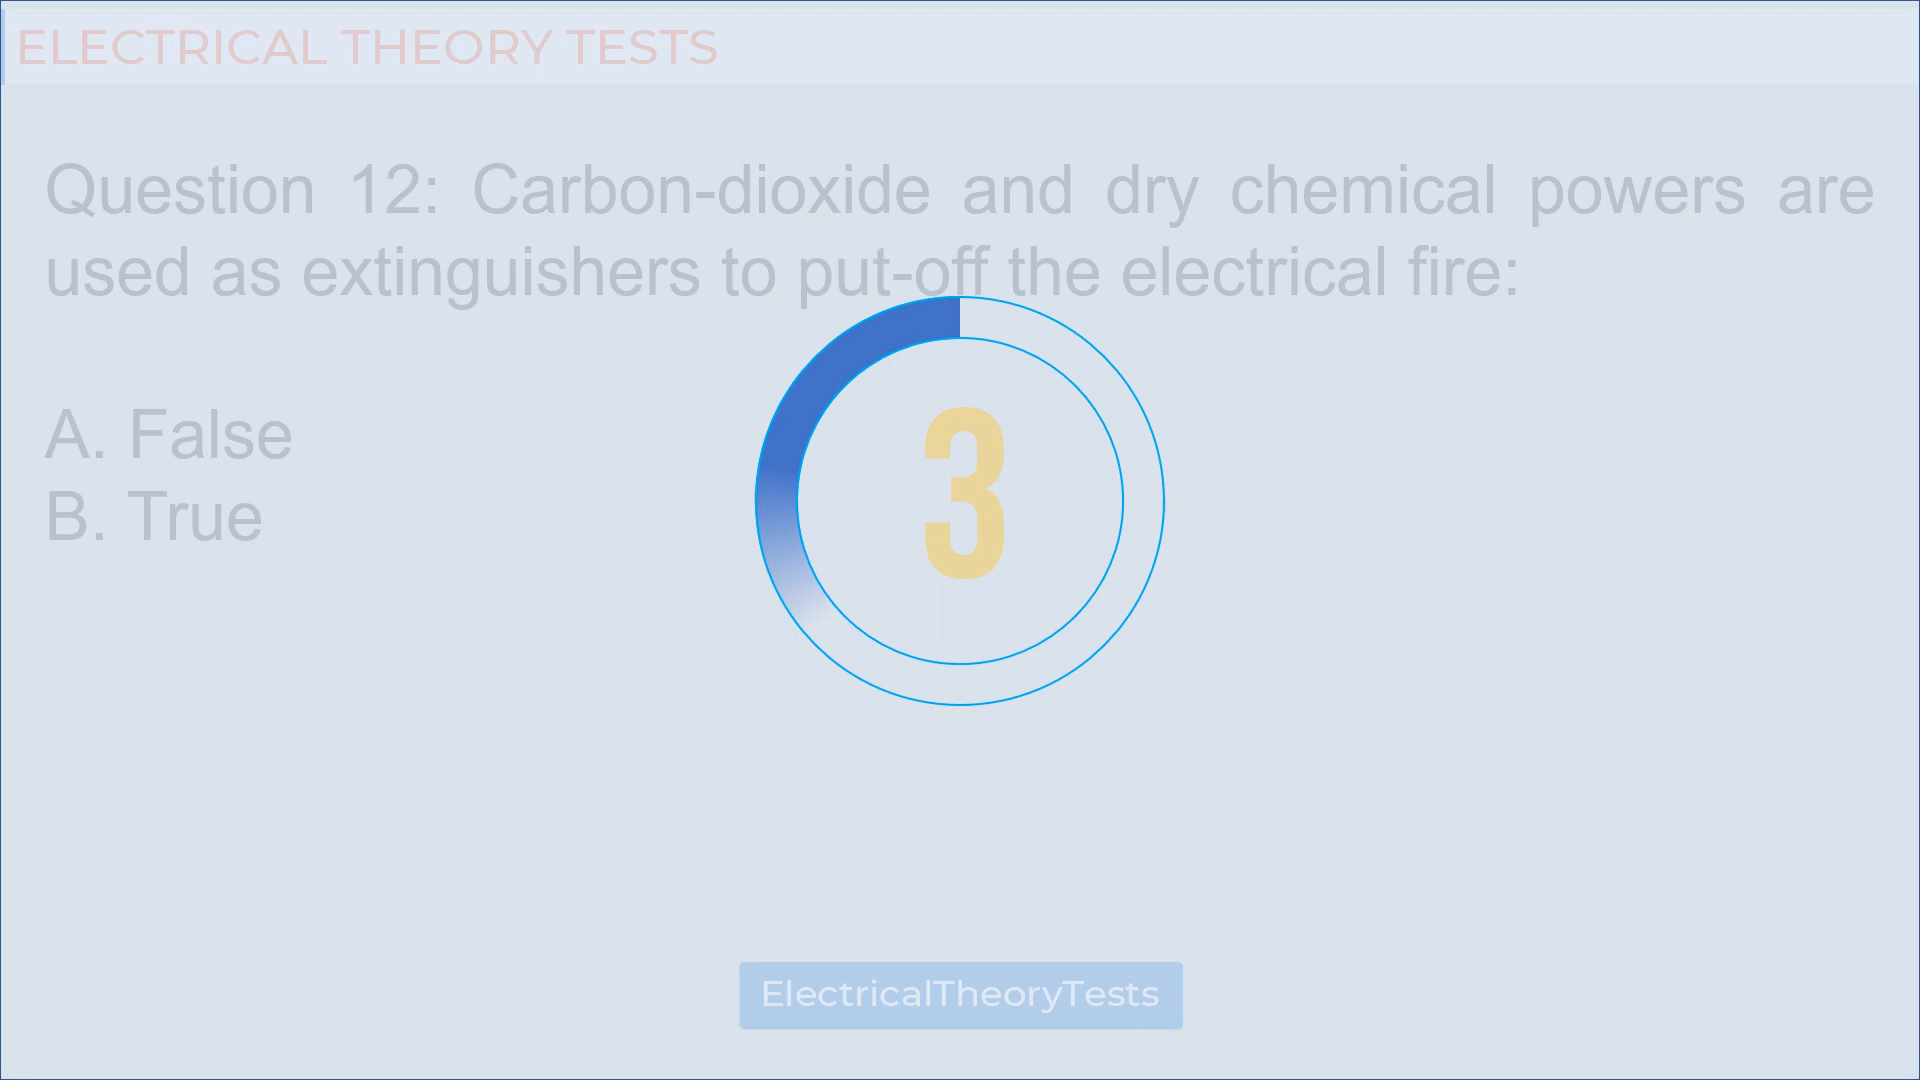 ELECTRICAL THEORY TESTS
Question 12: Carbon-dioxide and dry chemical powers are
used as extinguishers to put-off the electrical fire:
A. False
B. True
3
ElectricalTheoryTests